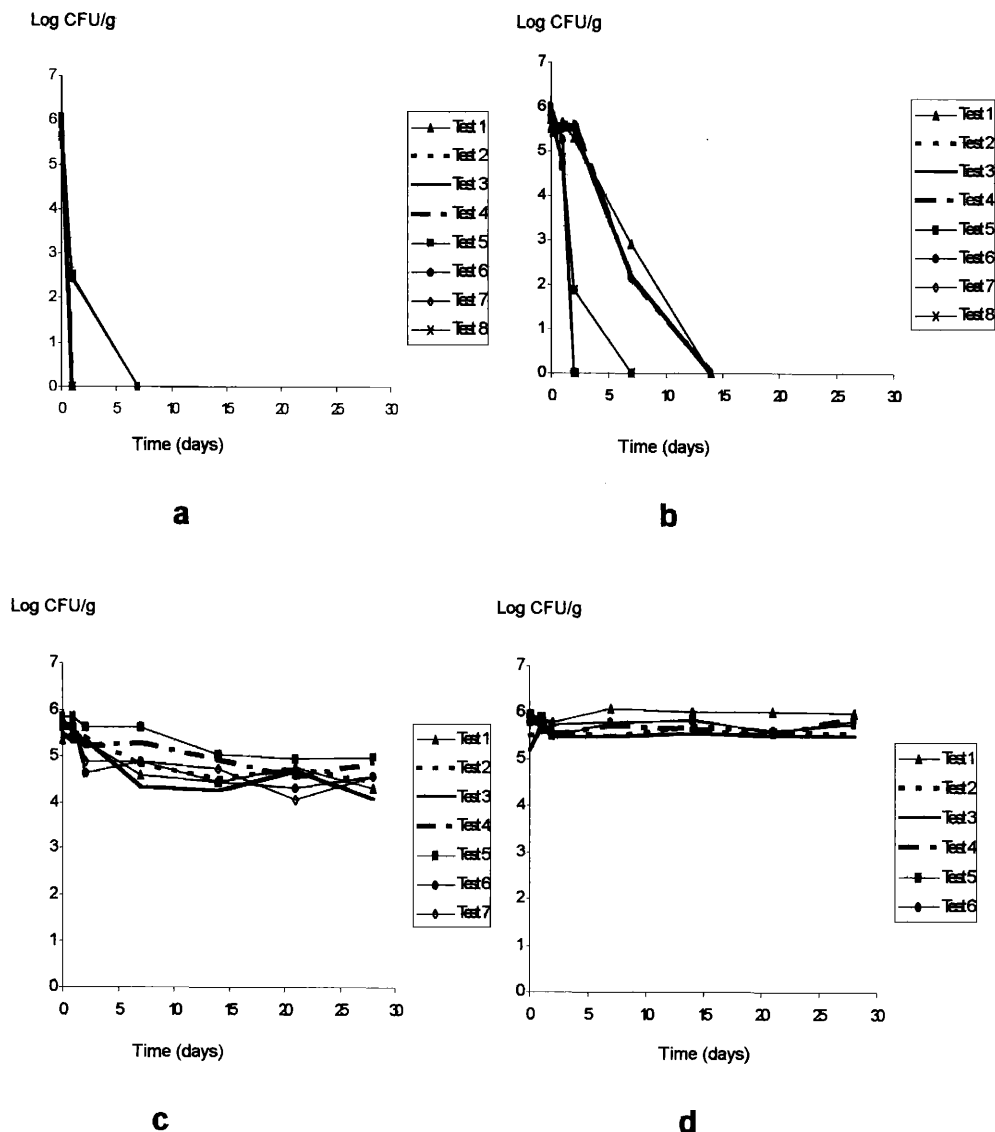 Log CFU/g
7
6
5
4
3
2
1
0
0 5 10 15 20 25 30
Time (days)
Test 1
Test 2
Test 3
Test 4
Test 5
Test 6
Test 7
Test 8
a
Log CFU/g
7
6
5
4
3
2
1
0
0 5 10 15 20 25 30
Time (days)
Test 1
Test 2
Test 3
Test 4
Test 5
Test 6
Test 7
Test 8
b
Log CFU/g
7
6
5
4
3
2
1
0
0 5 10 15 20 25 30
Time (days)
Test 1
Test 2
Test 3
Test 4
Test 5
Test 6
Test 7
c
Log CFU/g
7
6
5
4
3
2
1
0
0 5 10 15 20 25 30
Time (days)
Test 1
Test 2
Test 3
Test 4
Test 5
Test 6
d